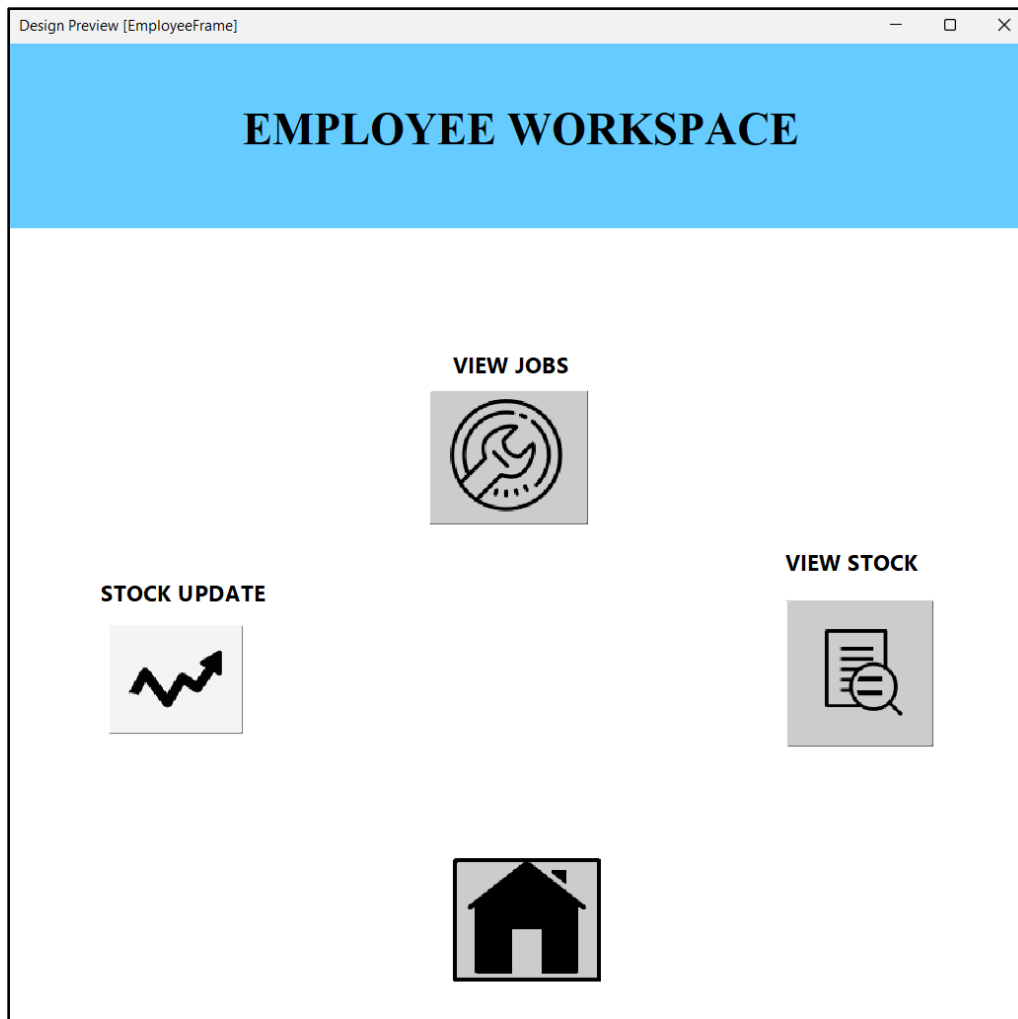 Design Preview [EmployeeFrame]
EMPLOYEE WORKSPACE
VIEW JOBS
VIEW STOCK
STOCK UPDATE